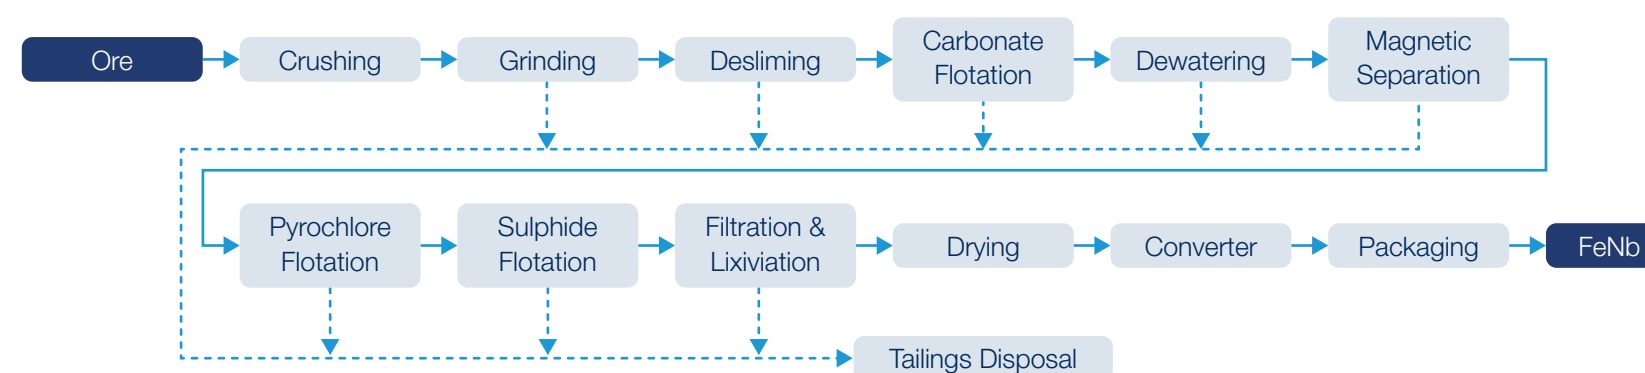 Ore
Crushing
Grinding
Desliming
Carbonate
Flotation
Dewatering
Magnetic
Separation
Pyrochlore
Flotation
Sulphide
Flotation
Filtration &
Lixiviation
Drying
Converter
Packaging
FeNb
Tailings Disposal